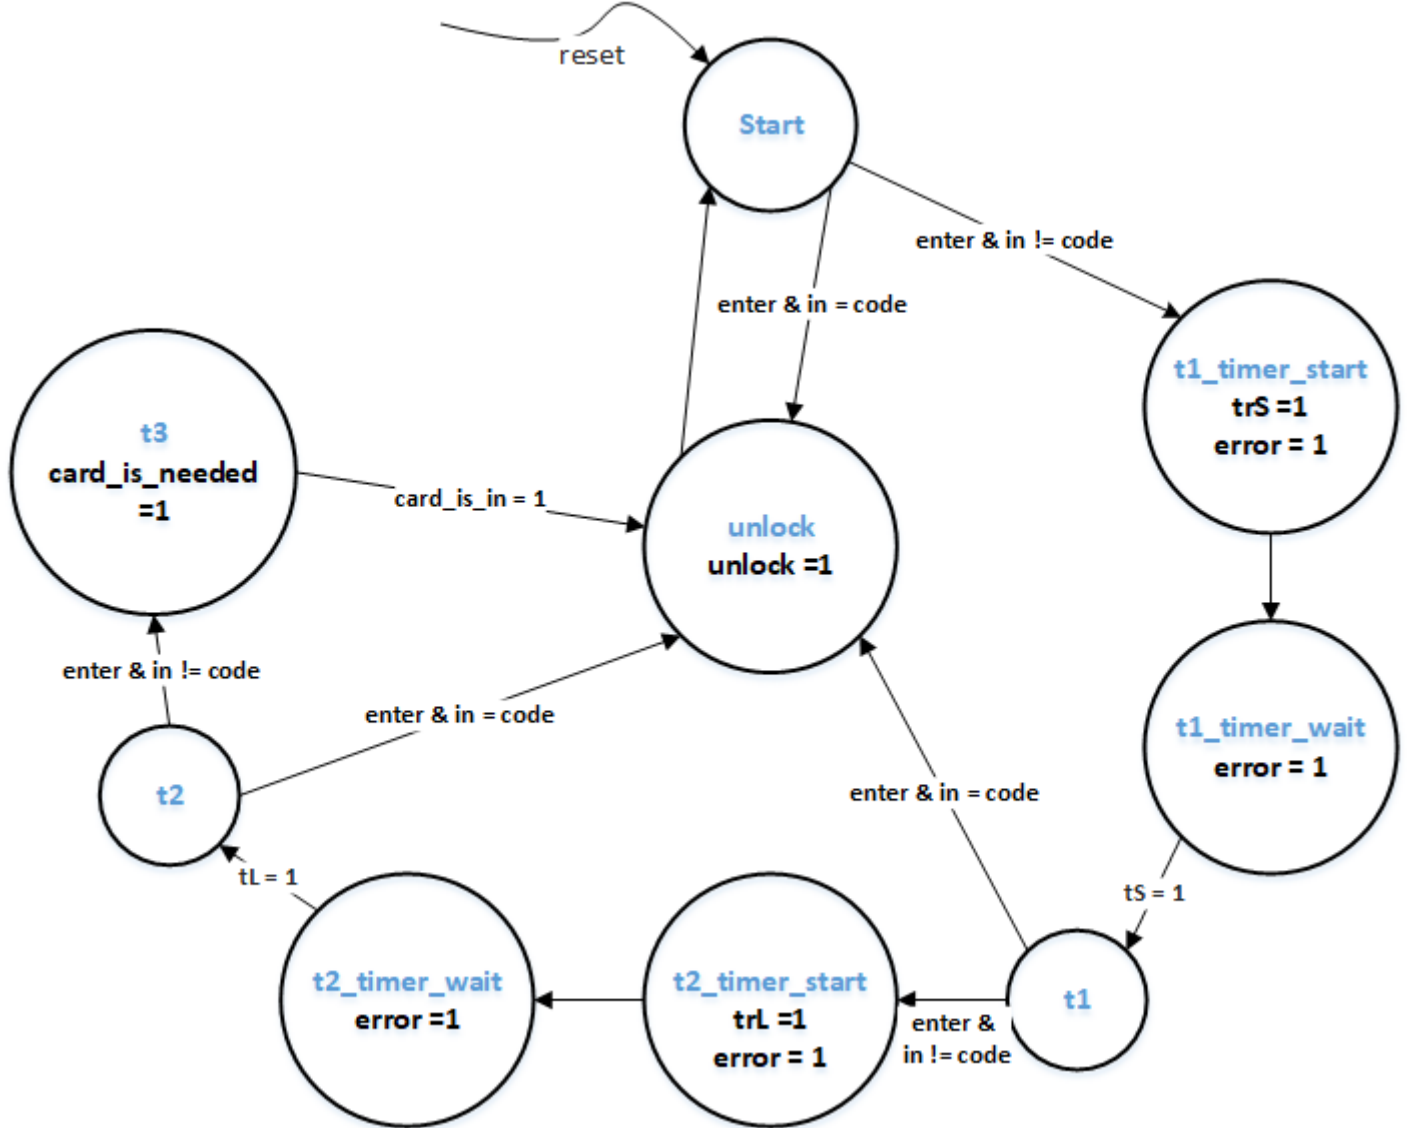 reset
Start
enter & in != code
enter & in = code
t1_timer_start
trS =1
error = 1
t3
card_is_needed
=1
card_is_in = 1
unlock
unlock =1
enter & in != code
enter & in = code
t1_timer_wait
error = 1
t2
enter & in = code
tL = 1
tS = 1
t2_timer_wait
error =1
t2_timer_start
trL =1
error = 1
enter &
in != code
t1